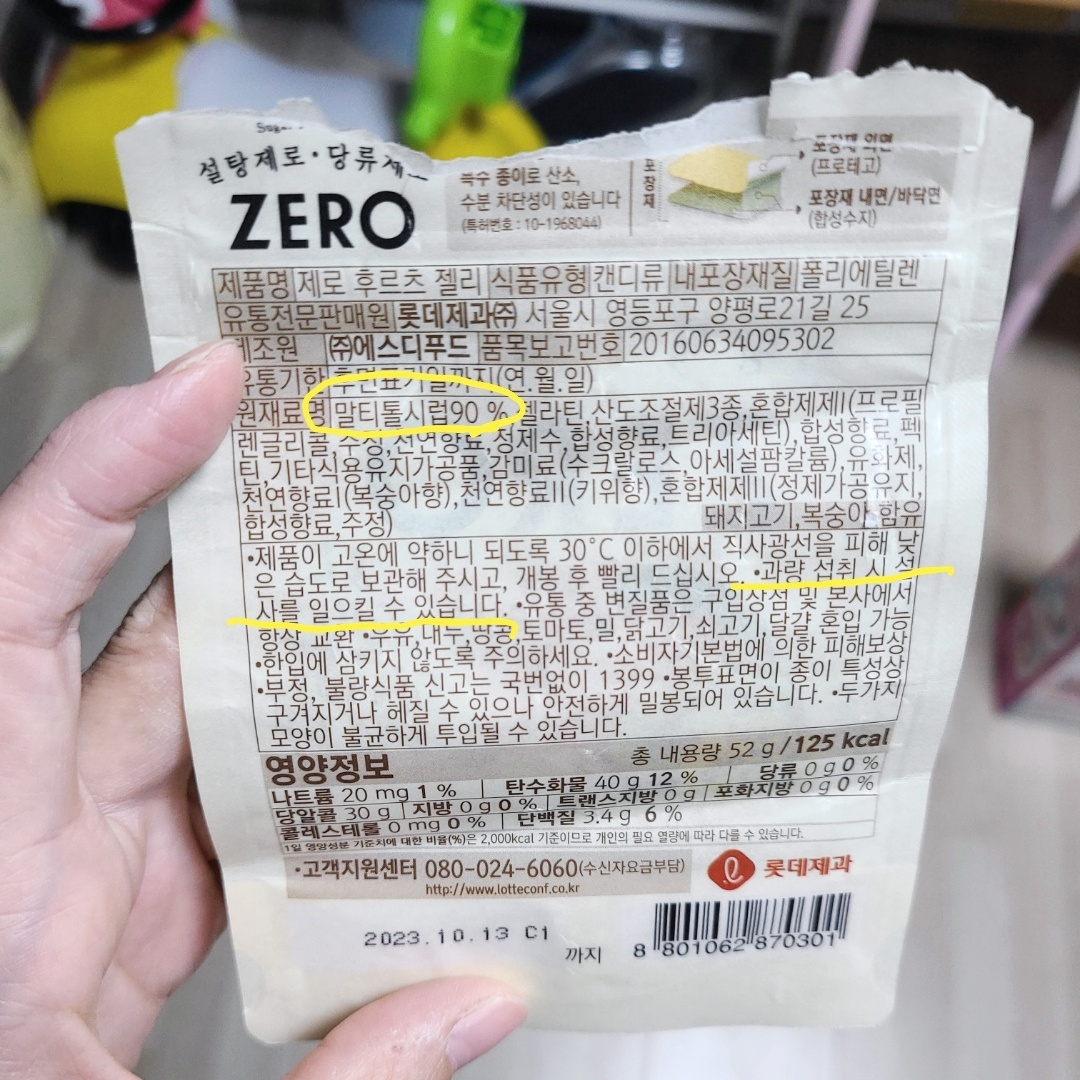 설탕제로·당류제로
ZERO
특수 종이로 산소,
수분 차단성이 있습니다
(특허번호 : 10-1968044)
포장재
포장재 외면
(프로테고)
포장재 내면/바닥면
(합성수지)
제품명 제로 후르츠 젤리 식품유형 캔디류 내포장재질 폴리에틸렌
유통전문판매원 롯데제과㈜ 서울시 영등포구 양평로21길 25
제조원 ㈜에스디푸드 품목보고번호 20160634095302
유통기한 후면표기일까지(연.월.일)
원재료명 말티톨시럽90 %, 젤라틴,산도조절제3종,혼합제제I(프로필
렌글리콜,주정,천연향료,정제수,합성향료,트리아세틴),합성향료,펙
틴,기타식용유지가공품,감미료(수크랄로스,아세설팜칼륨),유화제,
천연향료I(복숭아향),천연향료II(키위향),혼합제제II(정제가공유지,
합성향료,주정) 돼지고기,복숭아 함유
•제품이 고온에 약하니 되도록 30°C 이하에서 직사광선을 피해 낮
은 습도로 보관해 주시고, 개봉 후 빨리 드십시오. •과량 섭취 시 설
사를 일으킬 수 있습니다. •유통 중 변질품은 구입상점 및 본사에서
항상 교환 •우유,대두,땅콩,토마토,밀,닭고기,쇠고기,달걀 혼입 가능
•한입에 삼키지 않도록 주의하세요. •소비자기본법에 의한 피해보상
•부정, 불량식품 신고는 국번없이 1399 •봉투표면이 종이 특성상
구겨지거나 헤질 수 있으나 안전하게 밀봉되어 있습니다. •두가지
모양이 불균하게 투입될 수 있습니다.
영양정보 총 내용량 52 g / 125 kcal
나트륨 20 mg 1 % 탄수화물 40 g 12 % 당류 0 g 0 %
당알콜 30 g 지방 0 g 0 % 트랜스지방 0 g 포화지방 0 g 0 %
콜레스테롤 0 mg 0 % 단백질 3.4 g 6 %
1일 영양성분 기준치에 대한 비율(%)은 2,000kcal 기준이므로 개인의 필요 열량에 따라 다를 수 있습니다.
•고객지원센터 080-024-6060(수신자요금부담)
http://www.lotteconf.co.kr
롯데제과
2023.10.13 C1 까지
8 801062 870301